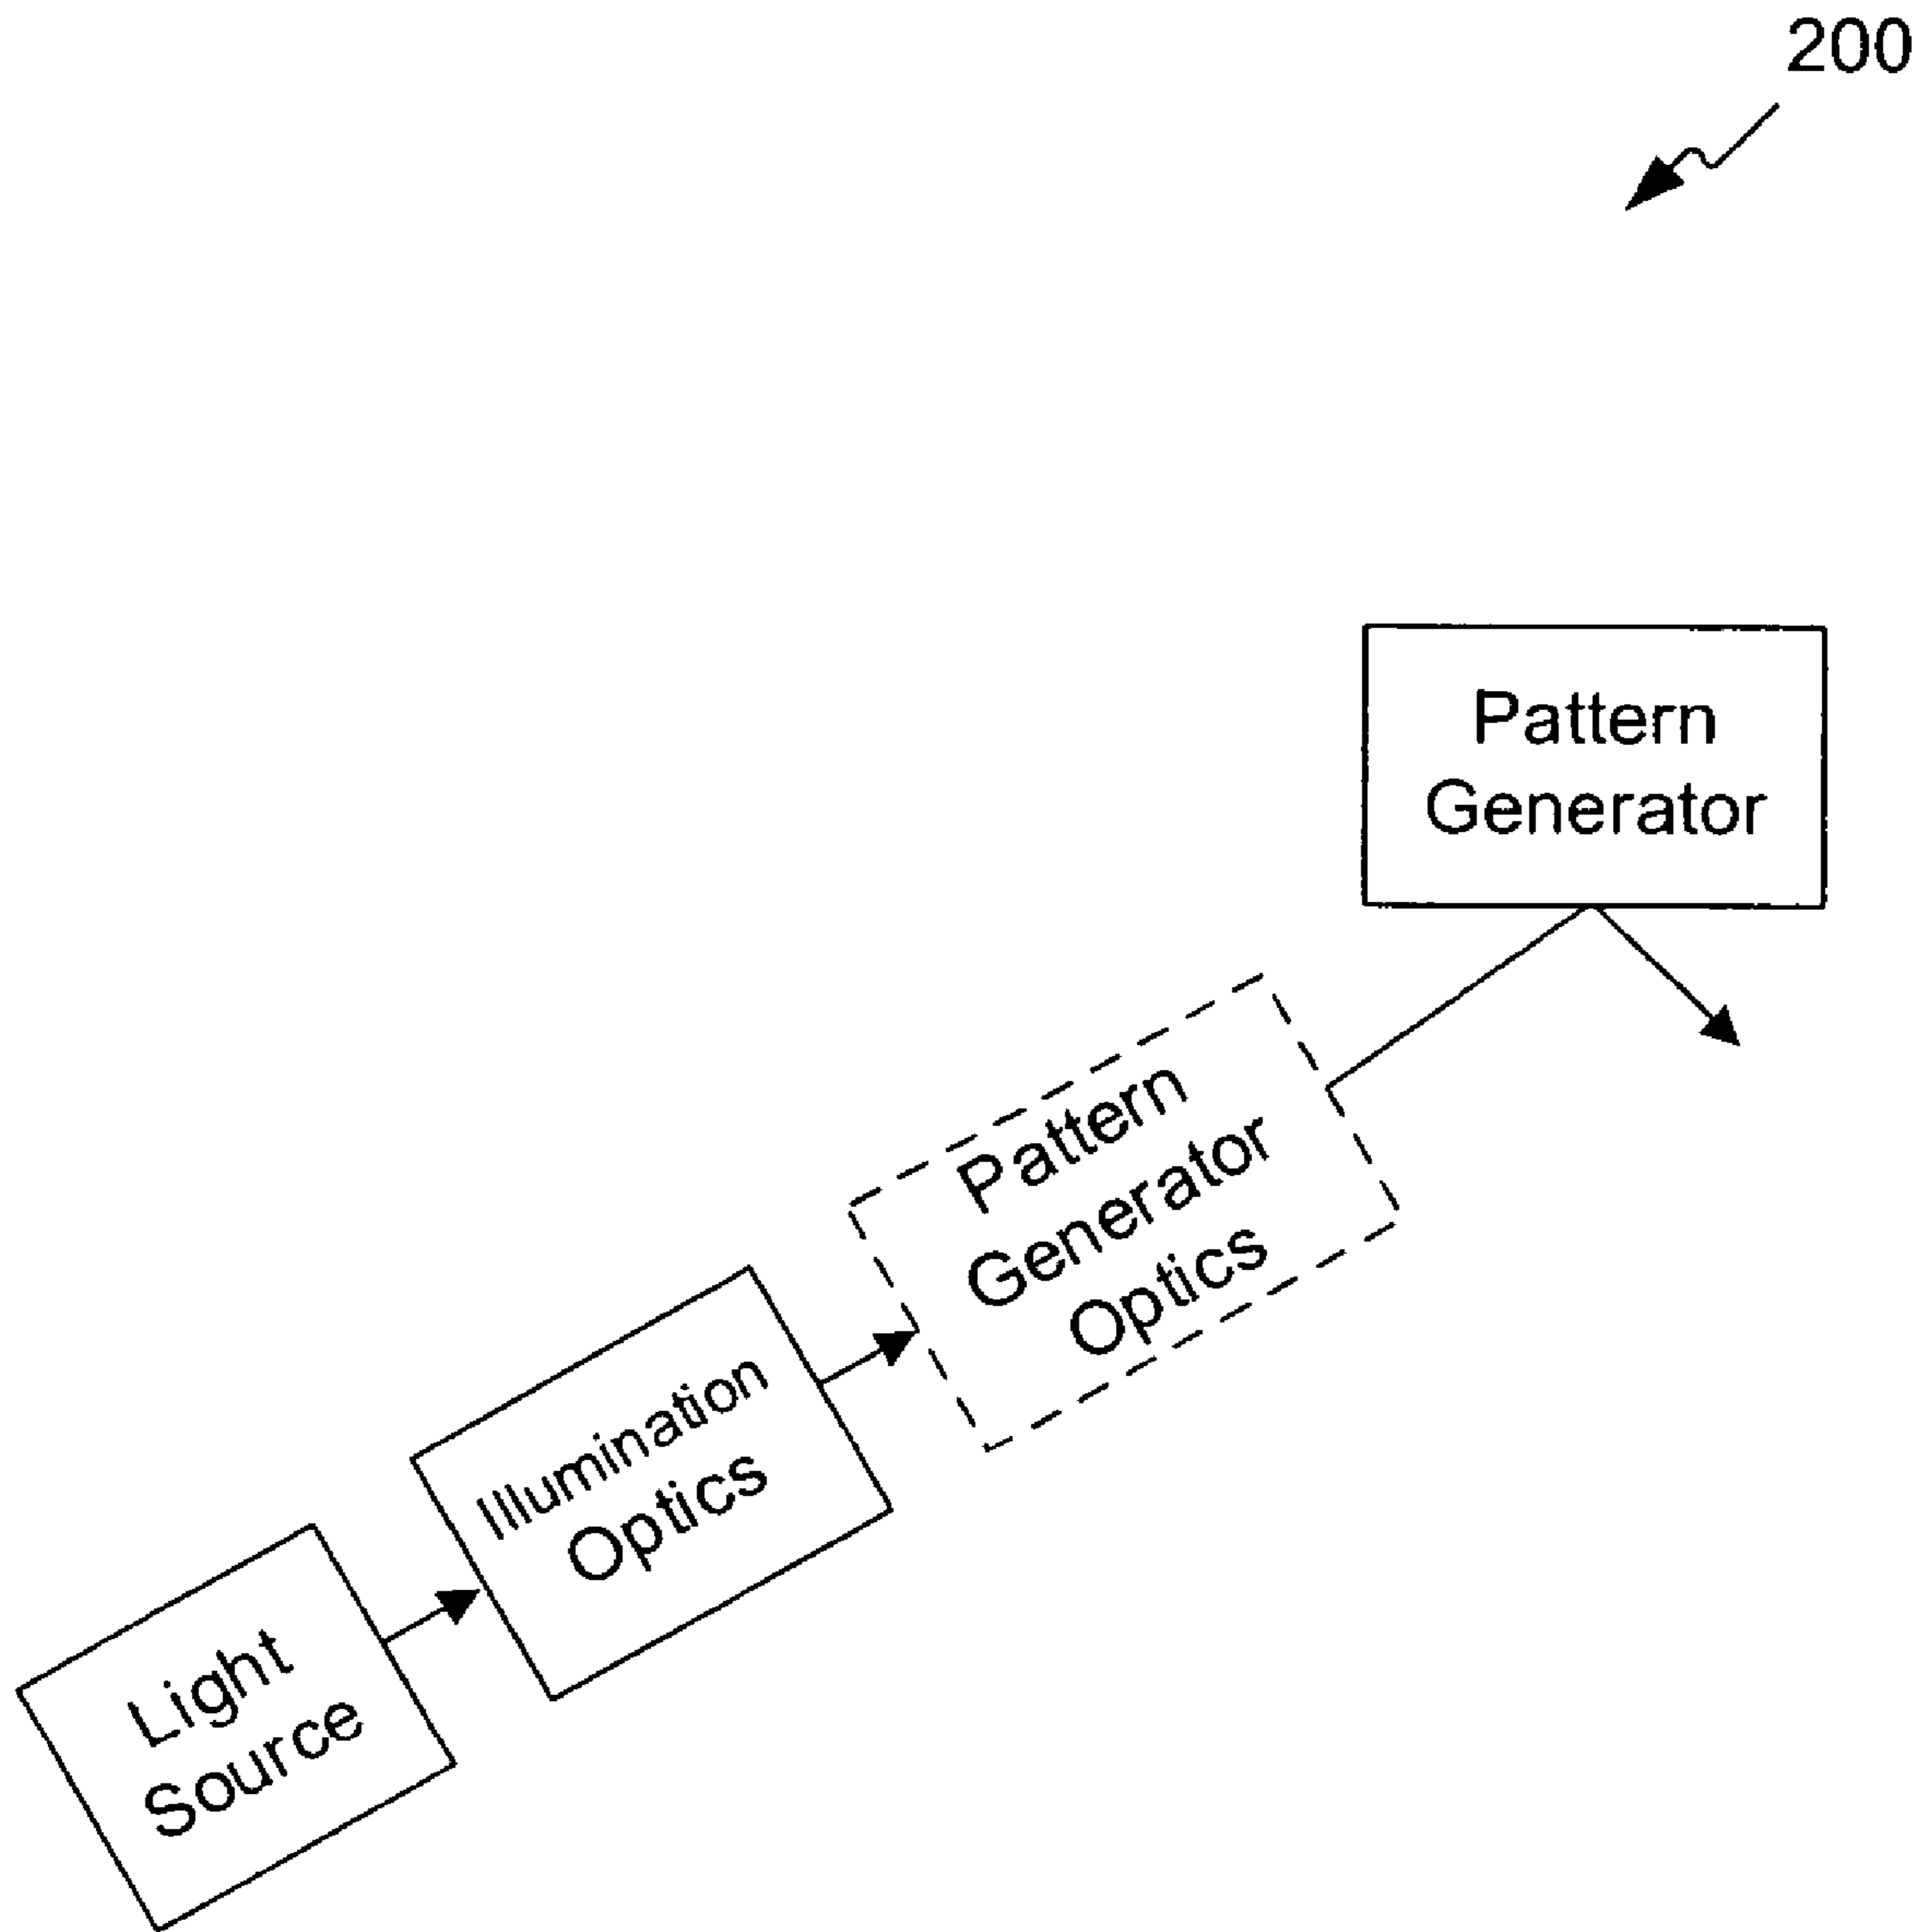 200
Pattern
Generator
Pattern
Generator
Optics
Illumination
Optics
Light
Source